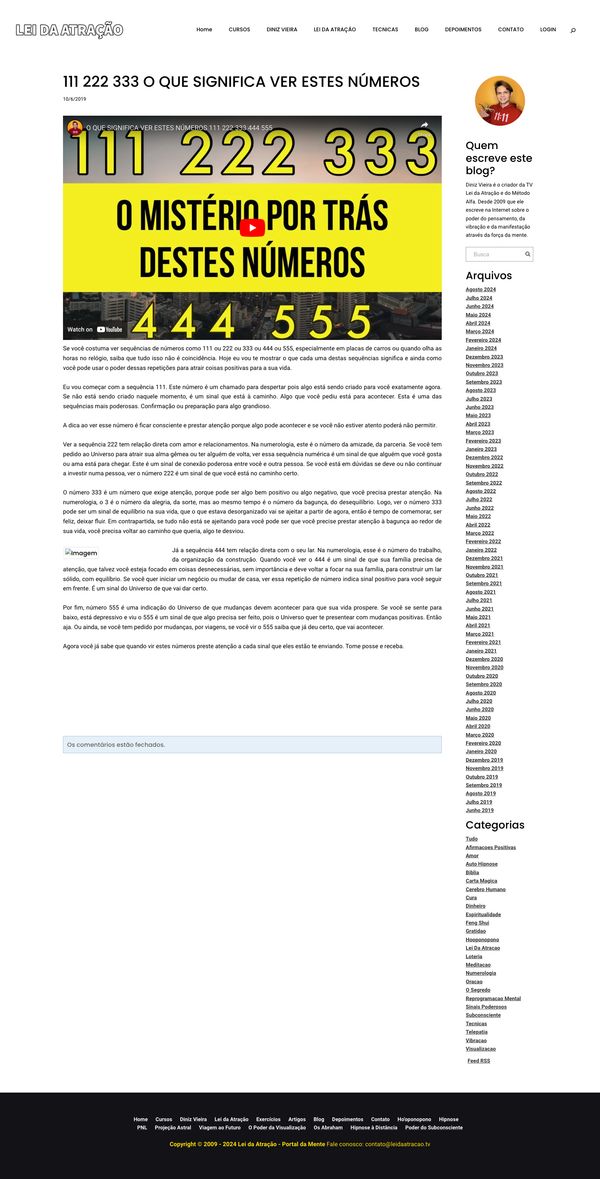 LEI DA ATRAÇÃO
Home CURSOS DINIZ VIEIRA LEI DA ATRAÇÃO TECNICAS BLOG DEPOIMENTOS CONTATO LOGIN
111 222 333 O QUE SIGNIFICA VER ESTES NÚMEROS
10/6/2019
O QUE SIGNIFICA VER ESTES NÚMEROS 111 222 333 444 555
111 222 333
O MISTÉRIO POR TRÁS
DESTES NÚMEROS
444 555
Watch on YouTube
Se você costuma ver sequências de números como 111 ou 222 ou 333 ou 444 ou 555, especialmente em placas de carros ou quando olha as
horas no relógio, saiba que tudo isso não é coincidência. Hoje eu vou te mostrar o que cada uma destas sequências significa e ainda como
você pode usar o poder dessas repetições para atrair coisas positivas para a sua vida.
Eu vou começar com a sequência 111. Este número é um chamado para despertar pois algo está sendo criado para você exatamente agora.
Se não está sendo criado naquele momento, é um sinal que está à caminho. Algo que você pediu está para acontecer. Esta é uma das
sequências mais poderosas. Confirmação ou preparação para algo grandioso.
A dica ao ver esse número é ficar consciente e prestar atenção porque algo pode acontecer e se você não estiver atento poderá não permitir.
Ver a sequência 222 tem relação direta com amor e relacionamentos. Na numerologia, este é o número da amizade, da parceria. Se você tem
pedido ao Universo para atrair sua alma gêmea ou ter alguém de volta, ver essa sequência numérica é um sinal de que alguém que você gosta
ou ama está para chegar. Este é um sinal de conexão poderosa entre você e outra pessoa. Se você está em dúvidas se deve ou não continuar
a investir numa pessoa, ver o número 222 é um sinal de que você está no caminho certo.
O número 333 é um número que exige atenção, porque pode ser algo bem positivo ou algo negativo, que você precisa prestar atenção. Na
numerologia, o 3 é o número da alegria, da sorte, mas ao mesmo tempo é o número da bagunça, do desequilíbrio. Logo, ver o número 333
pode ser um sinal de equilíbrio na sua vida, que o que estava desorganizado vai se ajeitar a partir de agora, então é tempo de comemorar, ser
feliz, deixar fluir. Em contrapartida, se tudo não está se ajeitando para você pode ser que você precise prestar atenção à bagunça ao redor de
sua vida, você precisa voltar ao caminho que queria, algo te desviou.
Imagem
Já a sequência 444 tem relação direta com o seu lar. Na numerologia, esse é o número do trabalho,
da organização da construção. Quando você ver o 444 é um sinal de que sua família precisa de
atenção, que talvez você esteja focado em coisas desnecessárias, sem importância e deve voltar a focar na sua família, para construir um lar
sólido, com equilíbrio. Se você quer iniciar um negócio ou mudar de casa, ver essa repetição de número indica sinal positivo para você seguir
em frente. É um sinal do Universo de que vai dar certo.
Por fim, número 555 é uma indicação do Universo de que mudanças devem acontecer para que sua vida prospere. Se você se sente para
baixo, está depressivo e viu o 555 é um sinal de que algo precisa ser feito, pois o Universo quer te presentear com mudanças positivas. Então
aja. Ou ainda, se você tem pedido por mudanças, por viagens, se você vir o 555 saiba que já deu certo, que vai acontecer.
Agora você já sabe que quando vir estes números preste atenção a cada sinal que eles estão te enviando. Tome posse e receba.
Os comentários estão fechados.
11:11
Quem
escreve este
blog?
Diniz Vieira é o criador da TV
Lei da Atração e do Método
Alfa. Desde 2009 que ele
escreve na Internet sobre o
poder do pensamento, da
vibração e da manifestação
através da força da mente.
Busca
Arquivos
Agosto 2024
Julho 2024
Junho 2024
Maio 2024
Abril 2024
Março 2024
Fevereiro 2024
Janeiro 2024
Dezembro 2023
Novembro 2023
Outubro 2023
Setembro 2023
Agosto 2023
Julho 2023
Junho 2023
Maio 2023
Abril 2023
Março 2023
Fevereiro 2023
Janeiro 2023
Dezembro 2022
Novembro 2022
Outubro 2022
Setembro 2022
Agosto 2022
Julho 2022
Junho 2022
Maio 2022
Abril 2022
Março 2022
Fevereiro 2022
Janeiro 2022
Dezembro 2021
Novembro 2021
Outubro 2021
Setembro 2021
Agosto 2021
Julho 2021
Junho 2021
Maio 2021
Abril 2021
Março 2021
Fevereiro 2021
Janeiro 2021
Dezembro 2020
Novembro 2020
Outubro 2020
Setembro 2020
Agosto 2020
Julho 2020
Junho 2020
Maio 2020
Abril 2020
Março 2020
Fevereiro 2020
Janeiro 2020
Dezembro 2019
Novembro 2019
Outubro 2019
Setembro 2019
Agosto 2019
Julho 2019
Junho 2019
Categorias
Tudo
Afirmacoes Positivas
Amor
Auto Hipnose
Bíblia
Carta Magica
Cerebro Humano
Cura
Dinheiro
Espiritualidade
Feng Shui
Gratidao
Hooponopono
Lei Da Atracao
Loteria
Meditacao
Numerologia
Oracao
O Segredo
Reprogramacao Mental
Sinais Poderosos
Subconsciente
Tecnicas
Telepatia
Vibracao
Visualizacao
Feed RSS
Home Cursos Diniz Vieira Lei da Atração Exercícios Artigos Blog Depoimentos Contato Ho'oponopono Hipnose
PNL Projeção Astral Viagem ao Futuro O Poder da Visualização Os Abraham Hipnose à Distância Poder do Subconsciente
Copyright © 2009 - 2024 Lei da Atração - Portal da Mente Fale conosco: contato@leidaatracao.tv